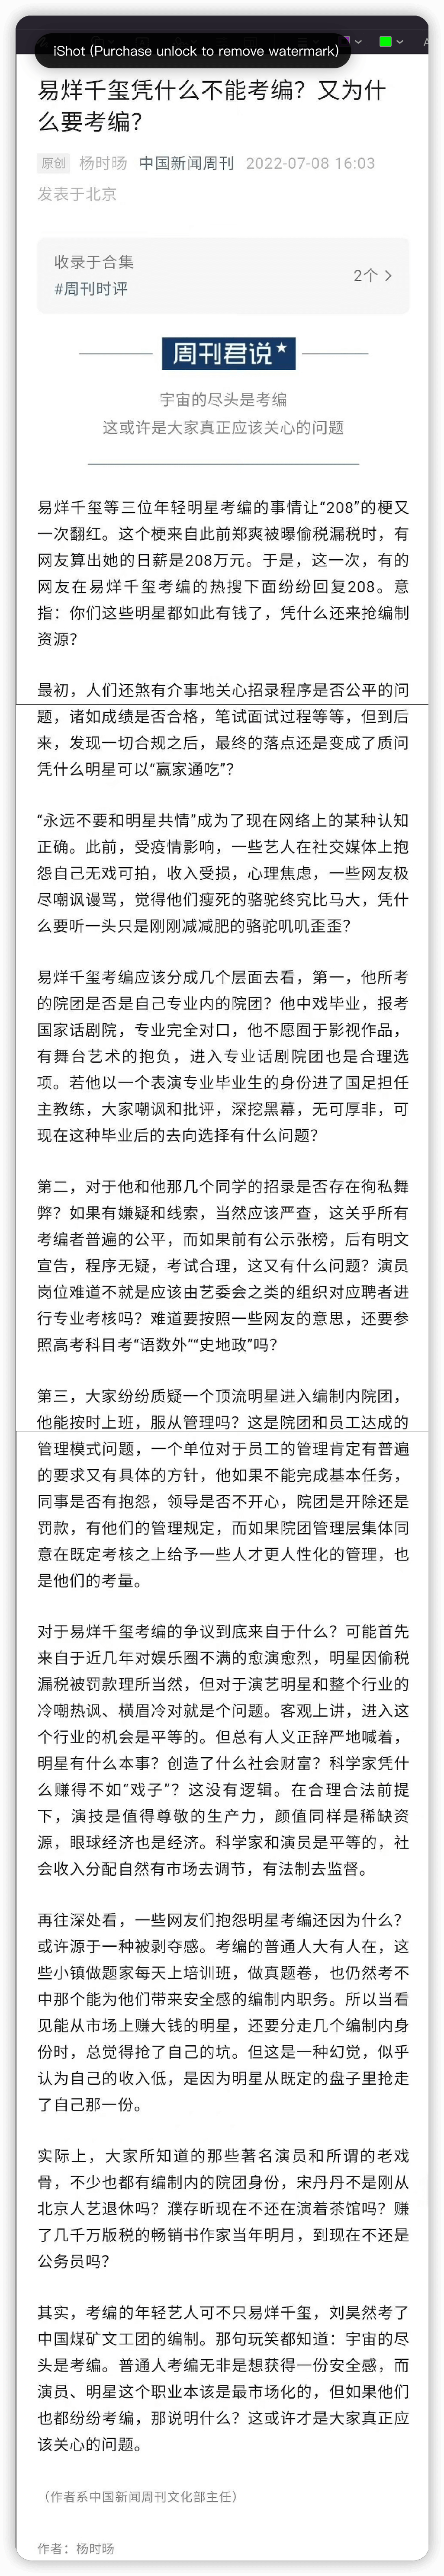 iShot (Purchase unlock to remove watermark)
易烊千玺凭什么不能考编？又为什
么要考编？
原创 杨时旸 中国新闻周刊 2022-07-08 16:03
发表于北京
收录于合集
#周刊时评
2个
周刊君说
宇宙的尽头是考编
这或许是大家真正应该关心的问题
易烊千玺等三位年轻明星考编的事情让“208”的梗又
一次翻红。这个梗来自此前郑爽被曝偷税漏税时，有
网友算出她的日薪是208万元。于是，这一次，有的
网友在易烊千玺考编的热搜下面纷纷回复208。意
指：你们这些明星都如此有钱了，凭什么还来抢编制
资源？
最初，人们还煞有介事地关心招录程序是否公平的问
题，诸如成绩是否合格，笔试面试过程等等，但到后
来，发现一切合规之后，最终的落点还是变成了质问
凭什么明星可以“赢家通吃”？
“永远不要和明星共情”成为了现在网络上的某种认知
正确。此前，受疫情影响，一些艺人在社交媒体上抱
怨自己无戏可拍，收入受损，心理焦虑，一些网友极
尽嘲讽谩骂，觉得他们瘦死的骆驼终究比马大，凭什
么要听一头只是刚刚减减肥的骆驼叽叽歪歪？
易烊千玺考编应该分成几个层面去看，第一，他所考
的院团是否是自己专业内的院团？他中戏毕业，报考
国家话剧院，专业完全对口，他不愿囿于影视作品，
有舞台艺术的抱负，进入专业话剧院团也是合理选
项。若他以一个表演专业毕业生的身份进了国足担任
主教练，大家嘲讽和批评，深挖黑幕，无可厚非，可
现在这种毕业后的去向选择有什么问题？
第二，对于他和他那几个同学的招录是否存在徇私舞
弊？如果有嫌疑和线索，当然应该严查，这关乎所有
考编者普遍的公平，而如果前有公示张榜，后有明文
宣告，程序无疑，考试合理，这又有什么问题？演员
岗位难道不就是应该由艺委会之类的组织对应聘者进
行专业考核吗？难道要按照一些网友的意思，还要参
照高考科目考“语数外”“史地政”吗？
第三，大家纷纷质疑一个顶流明星进入编制内院团，
他能按时上班，服从管理吗？这是院团和员工达成的
管理模式问题，一个单位对于员工的管理肯定有普遍
的要求又有具体的方针，他如果不能完成基本任务，
同事是否有抱怨，领导是否不开心，院团是开除还是
罚款，有他们的管理规定，而如果院团管理层集体同
意在既定考核之上给予一些人才更人性化的管理，也
是他们的考量。
对于易烊千玺考编的争议到底来自于什么？可能首先
来自于近几年对娱乐圈不满的愈演愈烈，明星因偷税
漏税被罚款理所当然，但对于演艺明星和整个行业的
冷嘲热讽、横眉冷对就是个问题。客观上讲，进入这
个行业的机会是平等的。但总有人义正辞严地喊着，
明星有什么本事？创造了什么社会财富？科学家凭什
么赚得不如“戏子”？这没有逻辑。在合理合法前提
下，演技是值得尊敬的生产力，颜值同样是稀缺资
源，眼球经济也是经济。科学家和演员是平等的，社
会收入分配自然有市场去调节，有法制去监督。
再往深处看，一些网友们抱怨明星考编还因为什么？
或许源于一种被剥夺感。考编的普通人大有人在，这
些小镇做题家每天上培训班，做真题卷，也仍然考不
中那个能为他们带来安全感的编制内职务。所以当看
见能从市场上赚大钱的明星，还要分走几个编制内身
份时，总觉得抢了自己的坑。但这是一种幻觉，似乎
认为自己的收入低，是因为明星从既定的盘子里抢走
了自己那一份。
实际上，大家所知道的那些著名演员和所谓的老戏
骨，不少也都有编制内的院团身份，宋丹丹不是刚从
北京人艺退休吗？濮存昕现在不还在演着茶馆吗？赚
了几千万版税的畅销书作家当年明月，到现在不还是
公务员吗？
其实，考编的年轻艺人可不只易烊千玺，刘昊然考了
中国煤矿文工团的编制。那句玩笑都知道：宇宙的尽
头是考编。普通人考编无非是想获得一份安全感，而
演员、明星这个职业本该是最市场化的，但如果他们
也都纷纷考编，那说明什么？这或许才是大家真正应
该关心的问题。
（作者系中国新闻周刊文化部主任）
作者：杨时旸